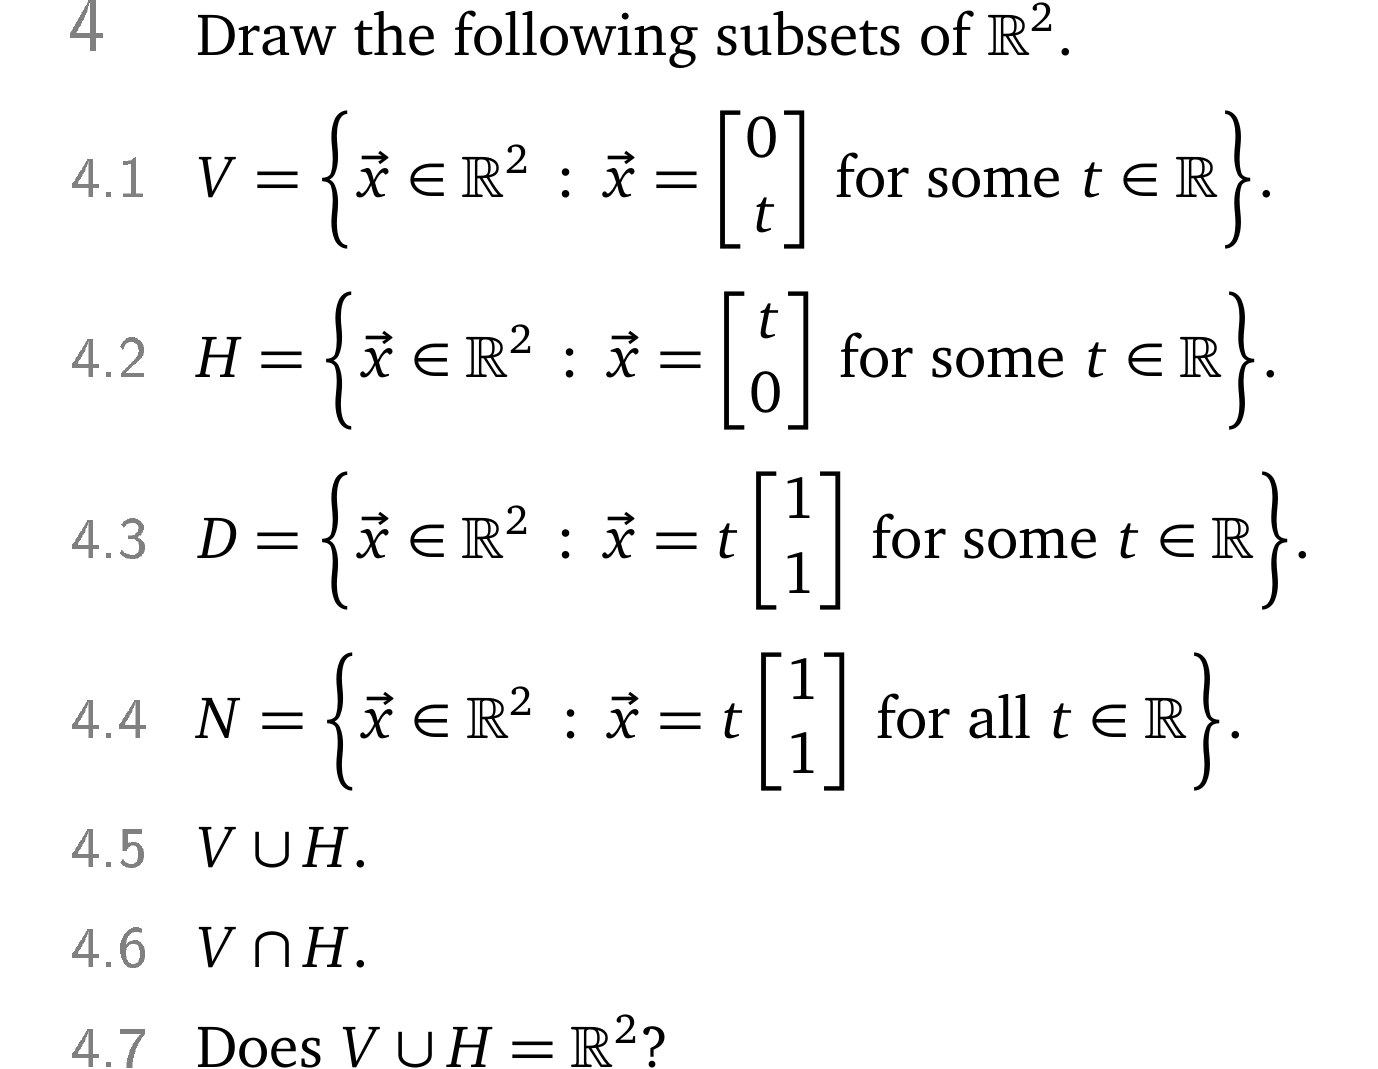 4 Draw the following subsets of ℝ².
4.1 V = { x⃗ ∈ ℝ² : x⃗ = [0 t] for some t ∈ ℝ }.
4.2 H = { x⃗ ∈ ℝ² : x⃗ = [t 0] for some t ∈ ℝ }.
4.3 D = { x⃗ ∈ ℝ² : x⃗ = t [1 1] for some t ∈ ℝ }.
4.4 N = { x⃗ ∈ ℝ² : x⃗ = t [1 1] for all t ∈ ℝ }.
4.5 V ∪ H.
4.6 V ∩ H.
4.7 Does V ∪ H = ℝ²?